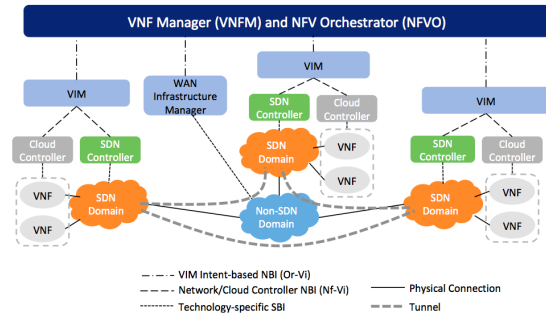 VNF Manager (VNFM) and NFV Orchestrator (NFVO)
VIM
WAN
Infrastructure
Manager
VIM
VIM
SDN
Controller
Cloud
Controller
Cloud
Controller
SDN
Controller
SDN
Controller
Cloud
Controller
SDN
Domain
VNF
VNF
VNF
VNF
SDN
Domain
Non-SDN
Domain
SDN
Domain
VNF
VNF
VIM Intent-based NBI (Or-Vi)
Network/Cloud Controller NBI (Nf-Vi)
Technology-specific SBI
Physical Connection
Tunnel